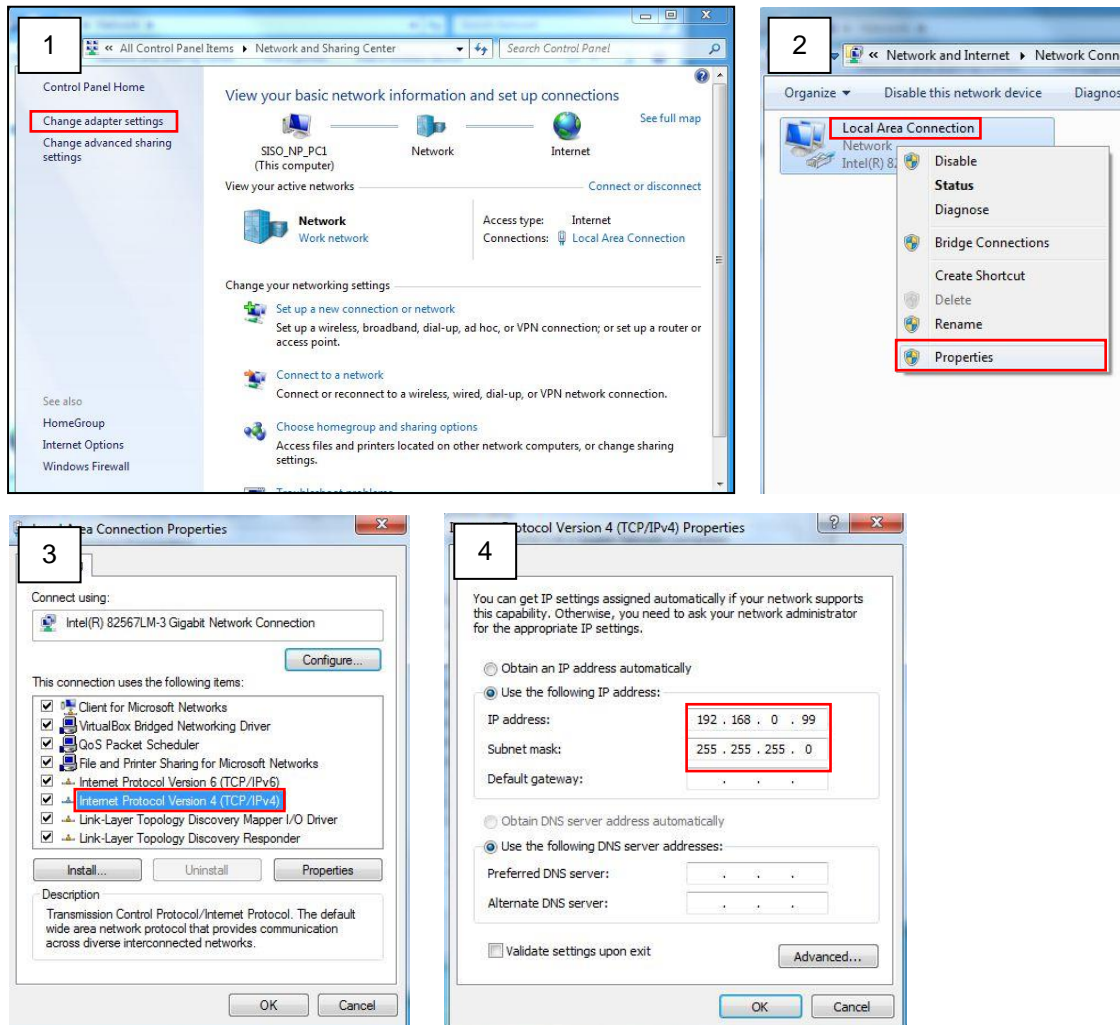 1
« All Control Panel Items ▸ Network and Sharing Center
Search Control Panel
Control Panel Home
Change adapter settings
Change advanced sharing
settings
See also
HomeGroup
Internet Options
Windows Firewall
View your basic network information and set up connections
See full map
SISO_NP_PC1
(This computer)
Network
Internet
View your active networks
Connect or disconnect
Network
Work network
Access type: Internet
Connections: Local Area Connection
Change your networking settings
Set up a new connection or network
Set up a wireless, broadband, dial-up, ad hoc, or VPN connection; or set up a router or
access point.
Connect to a network
Connect or reconnect to a wireless, wired, dial-up, or VPN network connection.
Choose homegroup and sharing options
Access files and printers located on other network computers, or change sharing
settings.
2
« Network and Internet ▸ Network Conn
Organize Disable this network device Diagnos
Local Area Connection
Network
Intel(R) 82
Disable
Status
Diagnose
Bridge Connections
Create Shortcut
Delete
Rename
Properties
3
Area Connection Properties
Connect using:
Intel(R) 82567LM-3 Gigabit Network Connection
Configure...
This connection uses the following items:
Client for Microsoft Networks
VirtualBox Bridged Networking Driver
QoS Packet Scheduler
File and Printer Sharing for Microsoft Networks
Internet Protocol Version 6 (TCP/IPv6)
Internet Protocol Version 4 (TCP/IPv4)
Link-Layer Topology Discovery Mapper I/O Driver
Link-Layer Topology Discovery Responder
Install... Uninstall Properties
Description
Transmission Control Protocol/Internet Protocol. The default
wide area network protocol that provides communication
across diverse interconnected networks.
OK Cancel
4
Protocol Version 4 (TCP/IPv4) Properties
You can get IP settings assigned automatically if your network supports
this capability. Otherwise, you need to ask your network administrator
for the appropriate IP settings.
Obtain an IP address automatically
Use the following IP address:
IP address: 192 . 168 . 0 . 99
Subnet mask: 255 . 255 . 255 . 0
Default gateway: . . .
Obtain DNS server address automatically
Use the following DNS server addresses:
Preferred DNS server: . . .
Alternate DNS server: . . .
Validate settings upon exit
Advanced...
OK Cancel